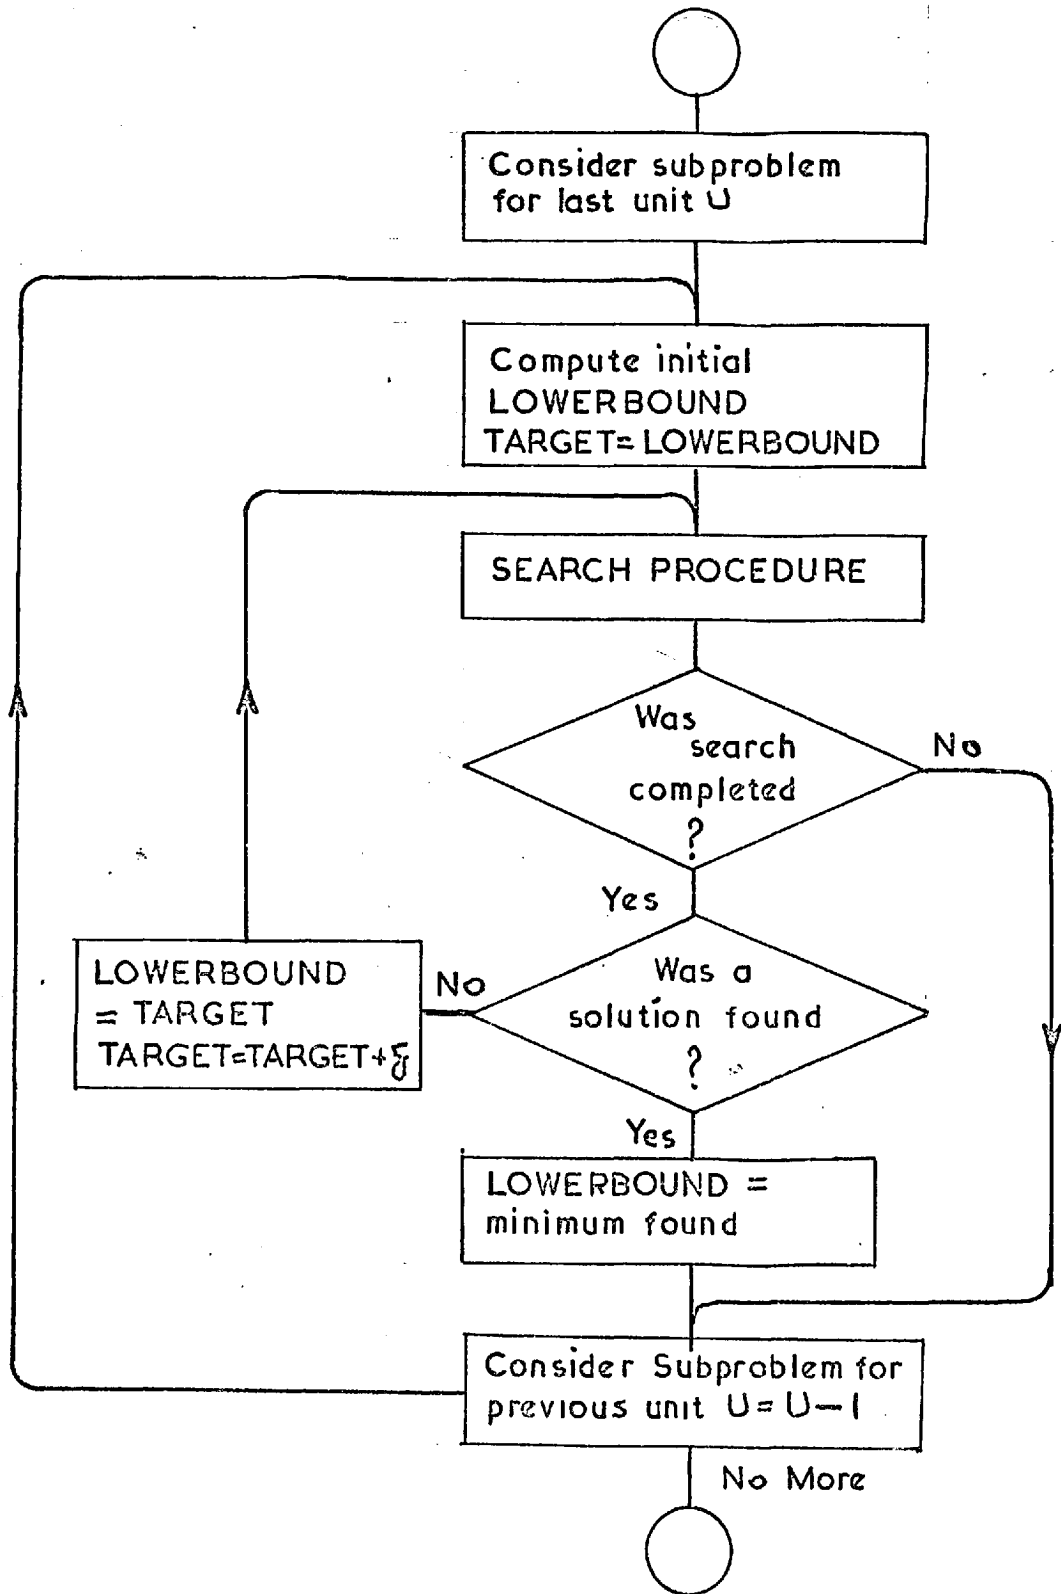 Consider subproblem
for last unit U
Compute initial
LOWERBOUND
TARGET=LOWERBOUND
SEARCH PROCEDURE
Was
search
completed
?
No
Yes
Was a
solution found
?
No
LOWERBOUND
= TARGET
TARGET=TARGET+ξ
Yes
LOWERBOUND =
minimum found
Consider Subproblem for
previous unit U=U-1
No More